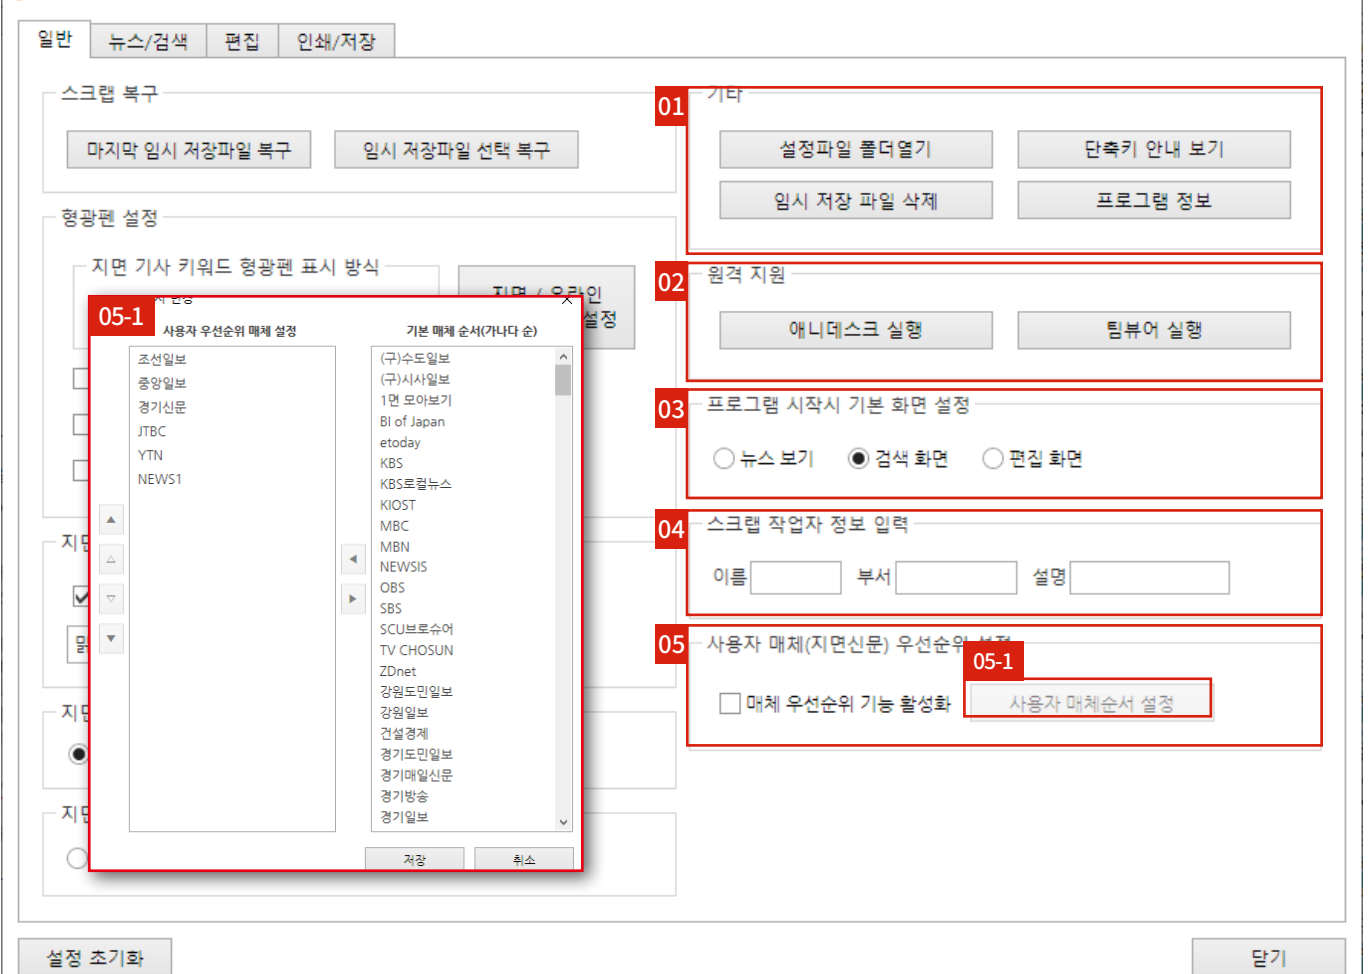 일반
뉴스/검색
편집
인쇄/저장
스크랩 복구
마지막 임시 저장파일 복구
임시 저장파일 선택 복구
형광펜 설정
지면 기사 키워드 형광펜 표시 방식
설정
05-1
사용자 우선순위 매체 설정
조선일보
중앙일보
경기신문
JTBC
YTN
NEWS1
기본 매체 순서(가나다 순)
(구)수도일보
(구)시사일보
1면 모아보기
BI of Japan
etoday
KBS
KBS로컬뉴스
KIOST
MBC
MBN
NEWSIS
OBS
SBS
SCU브로슈어
TV CHOSUN
ZDnet
강원도민일보
강원일보
건설경제
경기도민일보
경기매일신문
경기방송
경기일보
저장
취소
01
기타
설정파일 폴더열기
단축키 안내 보기
임시 저장 파일 삭제
프로그램 정보
02
원격 지원
애니데스크 실행
팀뷰어 실행
03
프로그램 시작시 기본 화면 설정
뉴스 보기
검색 화면
편집 화면
04
스크랩 작업자 정보 입력
이름
부서
설명
05
사용자 매체(지면신문) 우선순위 설정
05-1
매체 우선순위 기능 활성화
사용자 매체순서 설정
설정 초기화
닫기